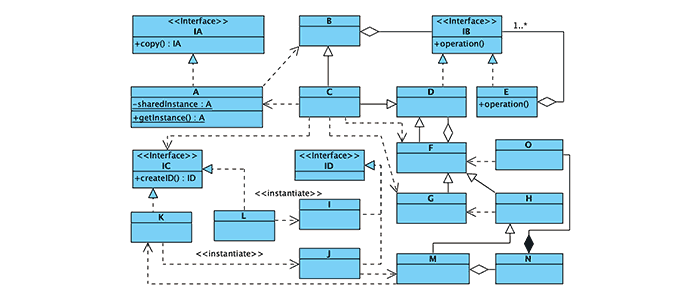 <<Interface>>
IA
+copy() : IA
B
<<Interface>>
IB
+operation()
1..*
A
-sharedInstance : A
+getInstance() : A
C
D
E
+operation()
<<Interface>>
IC
+createID() : ID
<<Interface>>
ID
F
O
<<instantiate>>
K
L
I
G
H
<<instantiate>>
J
M
N